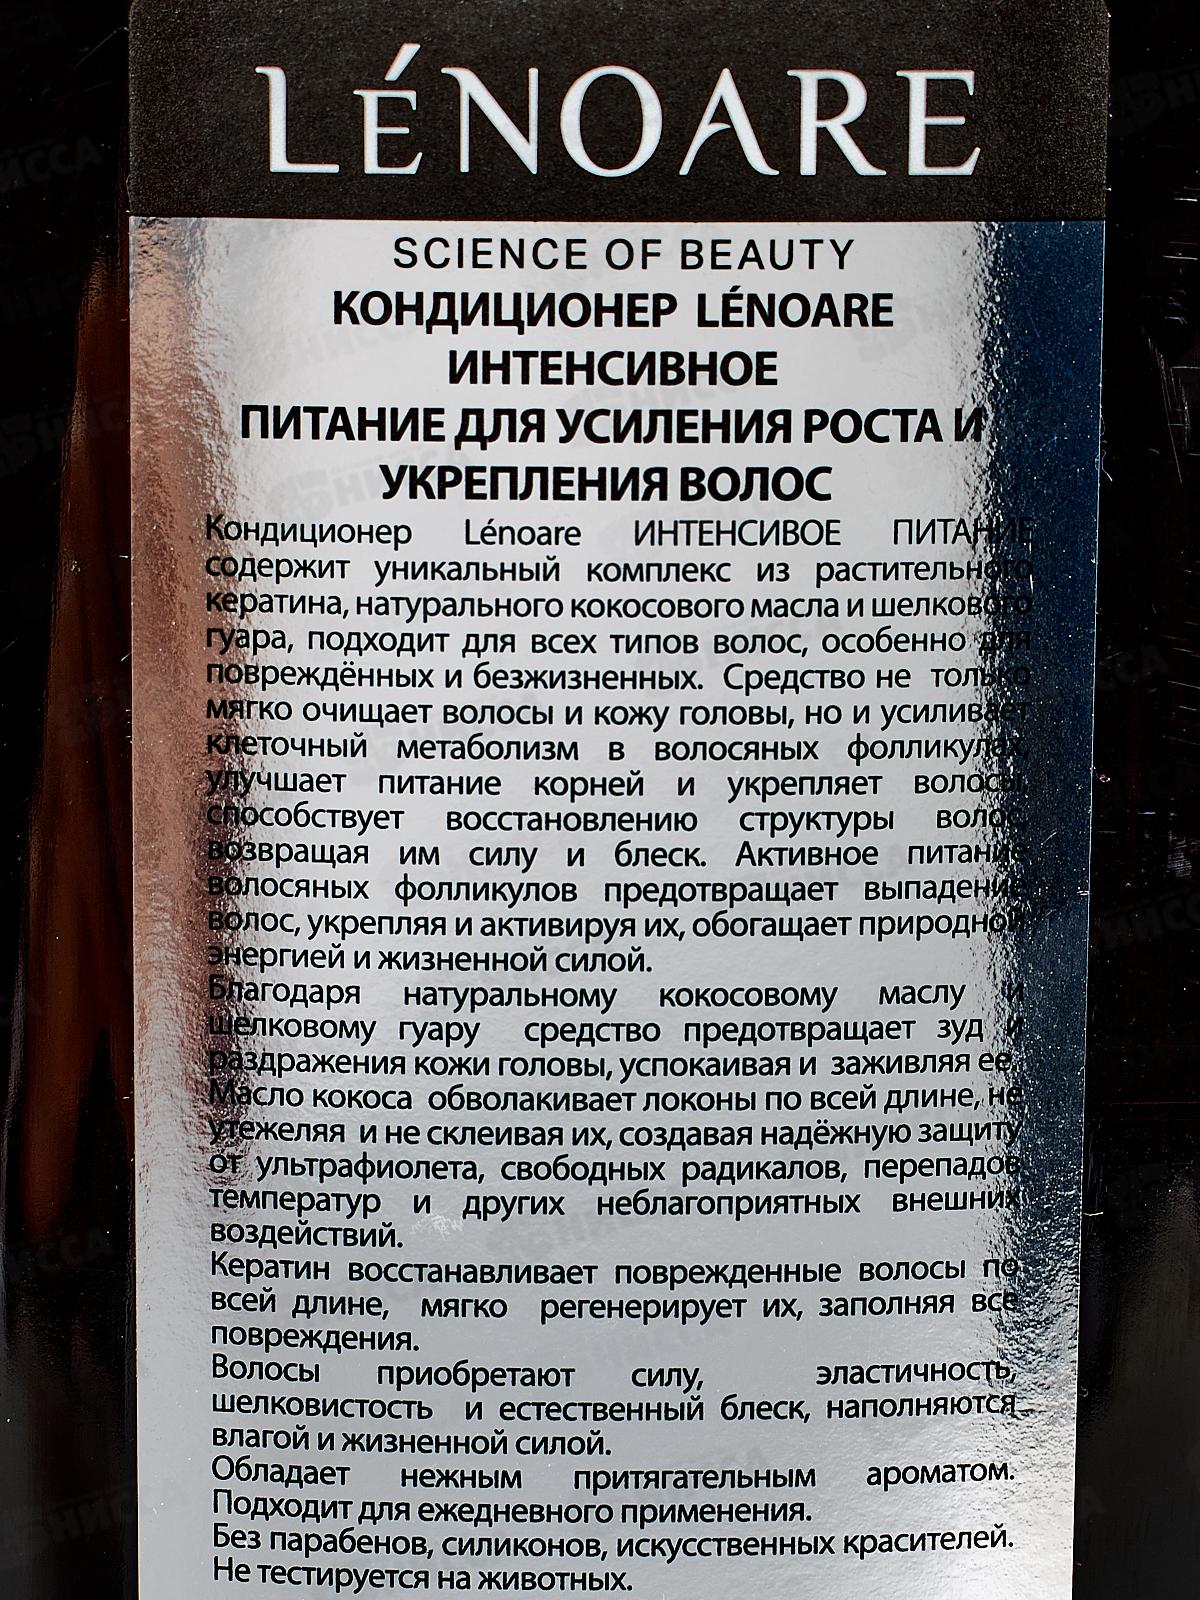 LÉNOARE
SCIENCE OF BEAUTY
КОНДИЦИОНЕР LÉNOARE
ИНТЕНСИВНОЕ
ПИТАНИЕ ДЛЯ УСИЛЕНИЯ РОСТА И
УКРЕПЛЕНИЯ ВОЛОС
Кондиционер Lénoare ИНТЕНСИВОЕ ПИТАНИЕ
содержит уникальный комплекс из растительного
кератина, натурального кокосового масла и шелкового
гуара, подходит для всех типов волос, особенно для
повреждённых и безжизненных. Средство не только
мягко очищает волосы и кожу головы, но и усиливает
клеточный метаболизм в волосяных фолликулах,
улучшает питание корней и укрепляет волосы,
способствует восстановлению структуры волос,
возвращая им силу и блеск. Активное питание
волосяных фолликулов предотвращает выпадение
волос, укрепляя и активируя их, обогащает природной
энергией и жизненной силой.
Благодаря натуральному кокосовому маслу и
шелковому гуару средство предотвращает зуд и
раздражения кожи головы, успокаивая и заживляя ее.
Масло кокоса обволакивает локоны по всей длине, не
утежеляя и не склеивая их, создавая надёжную защиту
от ультрафиолета, свободных радикалов, перепадов
температур и других неблагоприятных внешних
воздействий.
Кератин восстанавливает поврежденные волосы по
всей длине, мягко регенерирует их, заполняя все
повреждения.
Волосы приобретают силу, эластичность,
шелковистость и естественный блеск, наполняются
влагой и жизненной силой.
Обладает нежным притягательным ароматом.
Подходит для ежедневного применения.
Без парабенов, силиконов, искусственных красителей.
Не тестируется на животных.